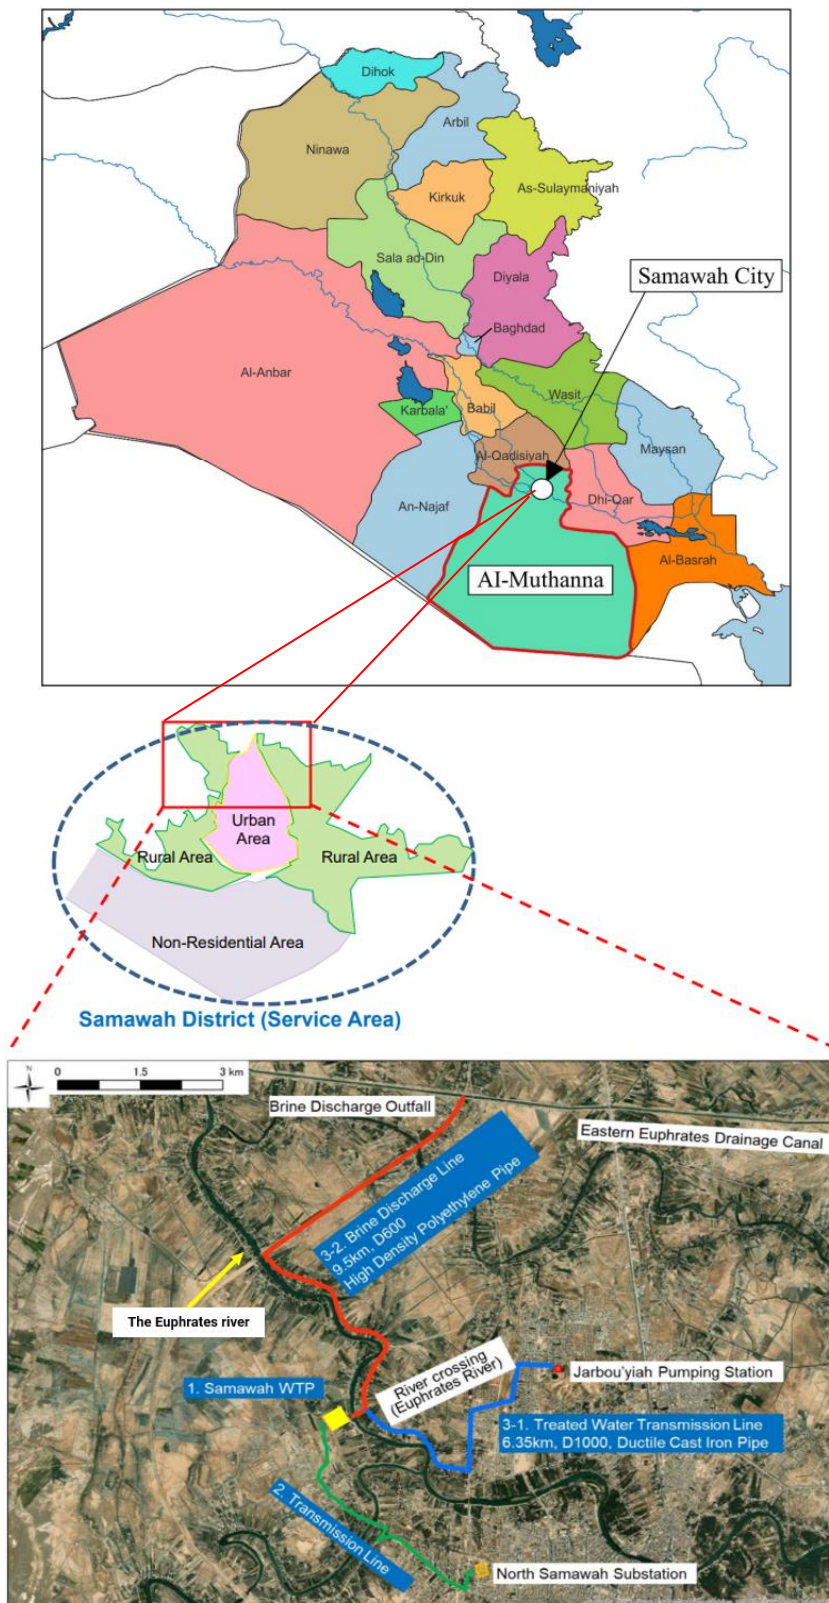 Dihok
Arbil
Ninawa
Kirkuk
As-Sulaymaniyah
Sala ad-Din
Diyala
Samawah City
Baghdad
Al-Anbar
Wasit
Karbala'
Babil
Maysan
Al-Qadisiyah
An-Najaf
Dhi-Qar
Al-Basrah
AI-Muthanna
Urban
Area
Rural Area
Rural Area
Non-Residential Area
Samawah District (Service Area)
N
0 1.5 3 km
Brine Discharge Outfall
Eastern Euphrates Drainage Canal
3-2. Brine Discharge Line
9.5km, D600
High Density Polyethylene Pipe
The Euphrates river
River crossing
(Euphrates River)
Jarbou'yiah Pumping Station
1. Samawah WTP
3-1. Treated Water Transmission Line
6.35km, D1000, Ductile Cast Iron Pipe
2. Transmission
Line
North Samawah Substation